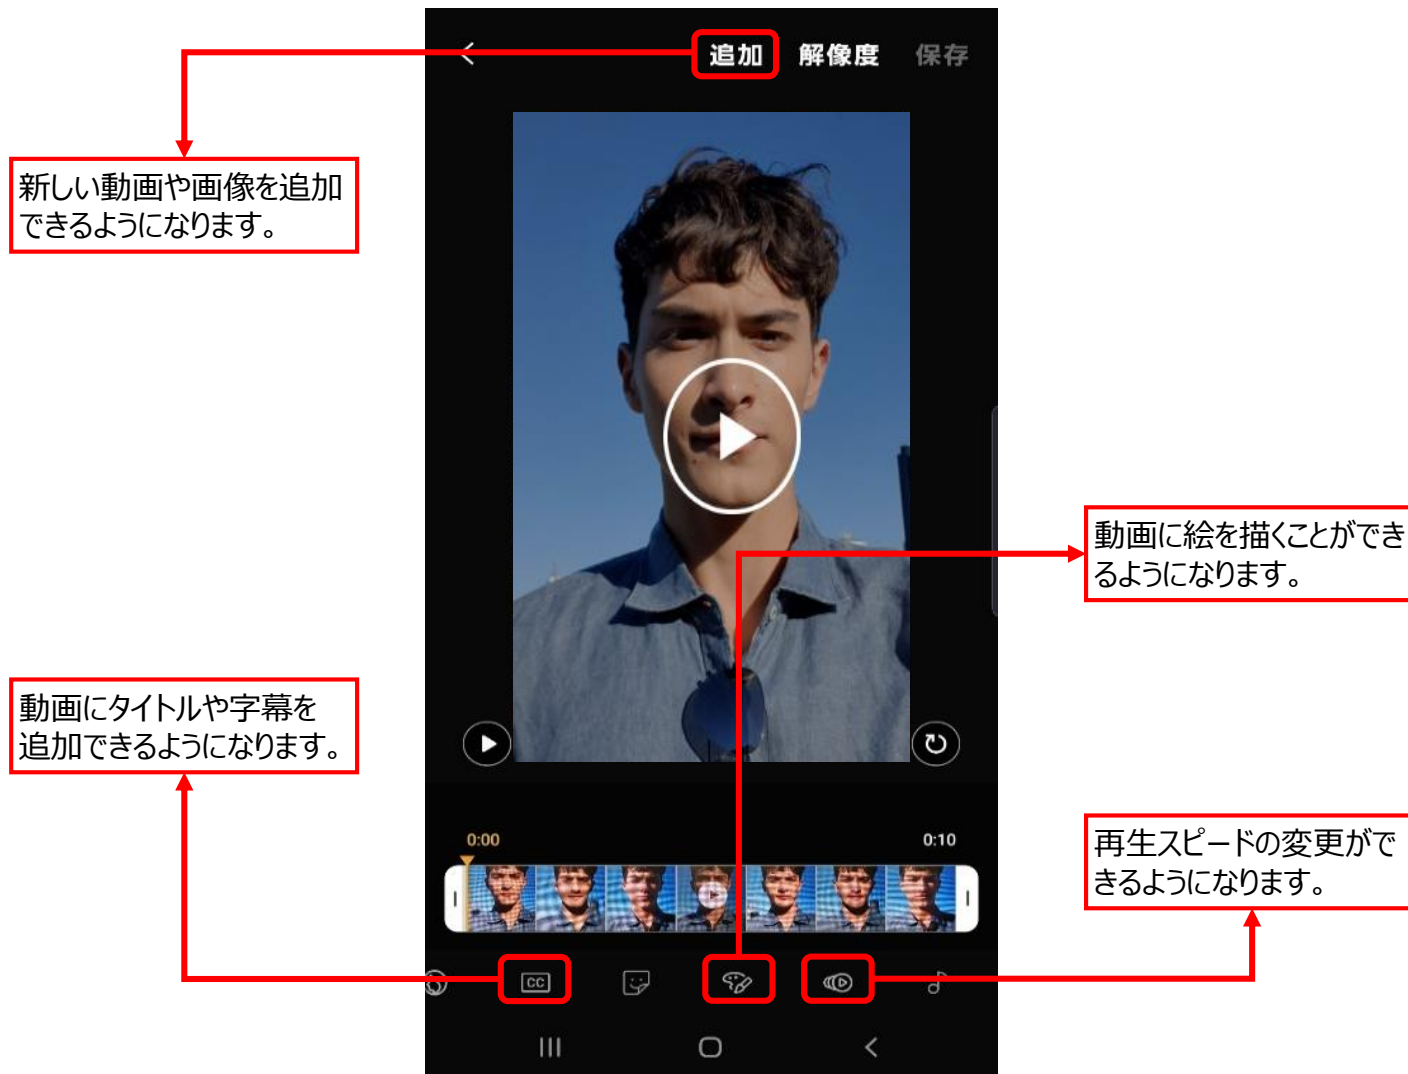 追加 解像度 保存
新しい動画や画像を追加
できるようになります。
動画に絵を描くことができ
るようになります。
動画にタイトルや字幕を
追加できるようになります。
0:00 0:10
再生スピードの変更がで
きるようになります。
CC